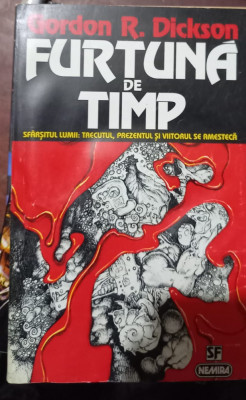 Gordon R. Dickson
FURTUNĂ
DE
TIMP
SFÂRȘITUL LUMII: TRECUTUL, PREZENTUL ȘI VIITORUL SE AMESTECĂ
SF
NEMIRA